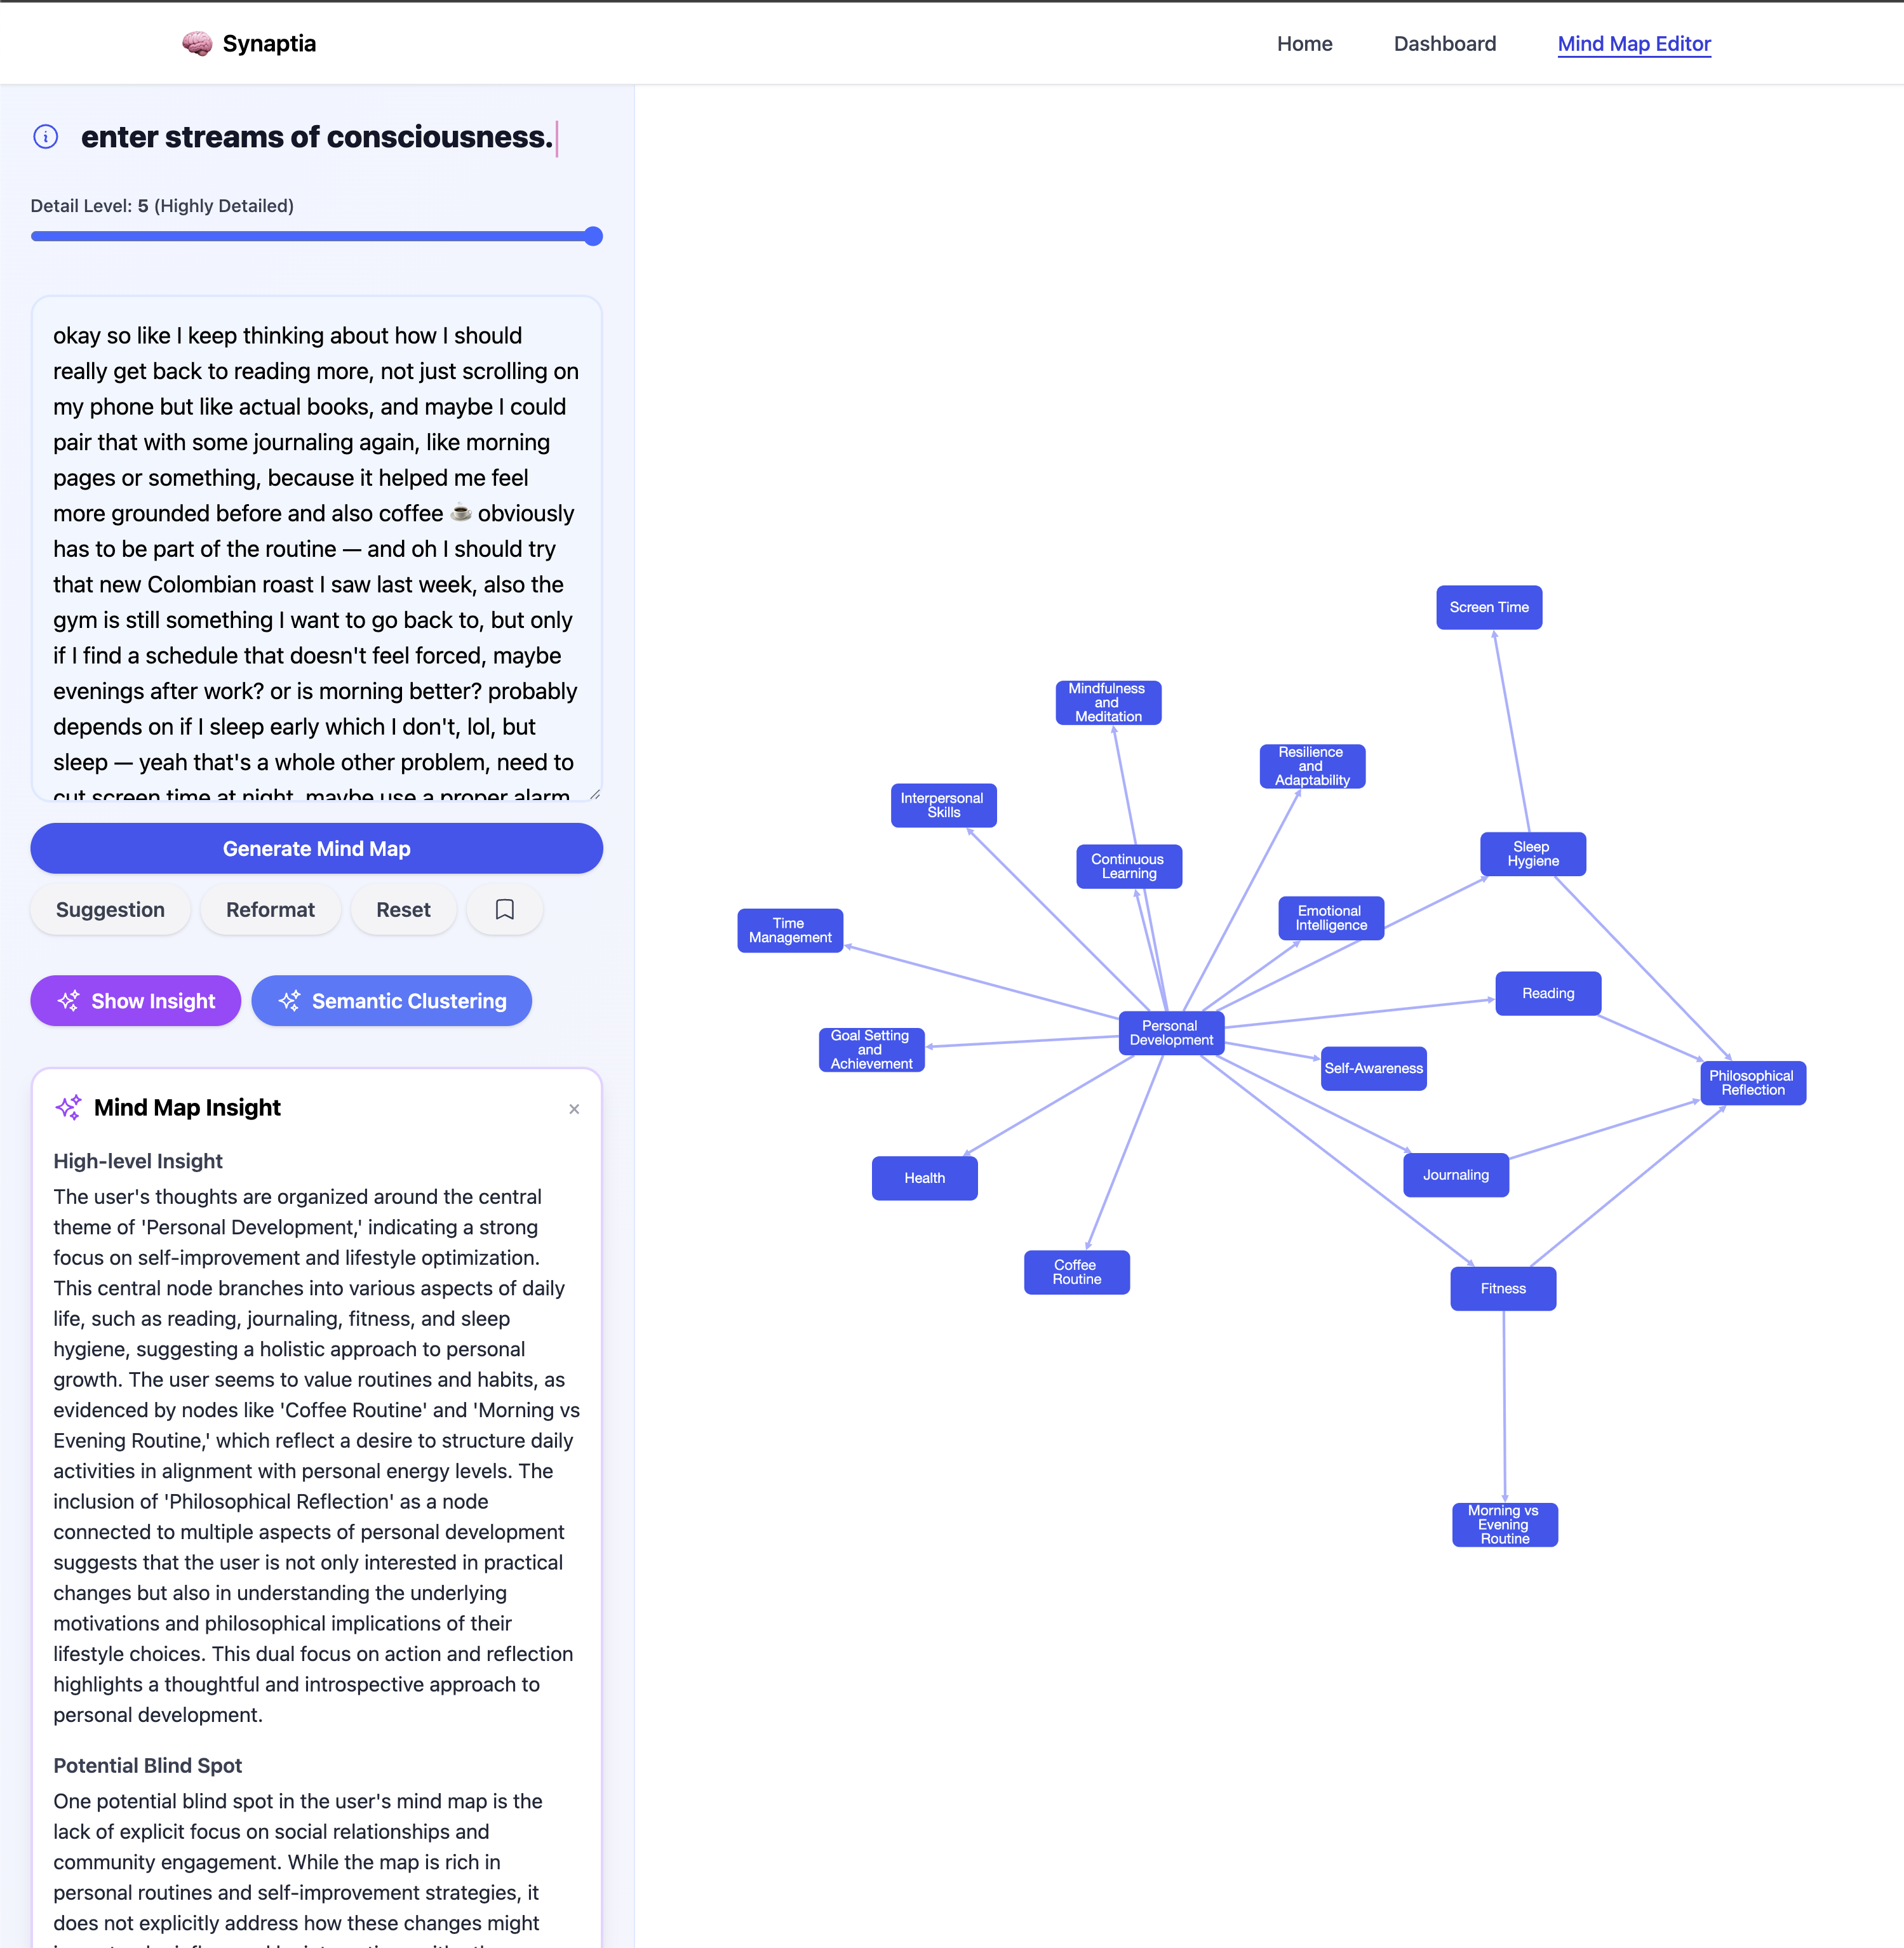 Synaptia
Home
Dashboard
Mind Map Editor
enter streams of consciousness.
Detail Level: 5 (Highly Detailed)
okay so like I keep thinking about how I should
really get back to reading more, not just scrolling on
my phone but like actual books, and maybe I could
pair that with some journaling again, like morning
pages or something, because it helped me feel
more grounded before and also coffee ☕ obviously
has to be part of the routine — and oh I should try
that new Colombian roast I saw last week, also the
gym is still something I want to go back to, but only
if I find a schedule that doesn't feel forced, maybe
evenings after work? or is morning better? probably
depends on if I sleep early which I don't, lol, but
sleep — yeah that's a whole other problem, need to
cut screen time at night, maybe use a proper alarm
Generate Mind Map
Suggestion
Reformat
Reset
Show Insight
Semantic Clustering
Mind Map Insight
×
High-level Insight
The user's thoughts are organized around the central
theme of 'Personal Development,' indicating a strong
focus on self-improvement and lifestyle optimization.
This central node branches into various aspects of daily
life, such as reading, journaling, fitness, and sleep
hygiene, suggesting a holistic approach to personal
growth. The user seems to value routines and habits, as
evidenced by nodes like 'Coffee Routine' and 'Morning vs
Evening Routine,' which reflect a desire to structure daily
activities in alignment with personal energy levels. The
inclusion of 'Philosophical Reflection' as a node
connected to multiple aspects of personal development
suggests that the user is not only interested in practical
changes but also in understanding the underlying
motivations and philosophical implications of their
lifestyle choices. This dual focus on action and reflection
highlights a thoughtful and introspective approach to
personal development.
Potential Blind Spot
One potential blind spot in the user's mind map is the
lack of explicit focus on social relationships and
community engagement. While the map is rich in
personal routines and self-improvement strategies, it
does not explicitly address how these changes might
Screen Time
Mindfulness
and
Meditation
Resilience
and
Adaptability
Interpersonal
Skills
Continuous
Learning
Sleep
Hygiene
Time
Management
Emotional
Intelligence
Reading
Personal
Development
Goal Setting
and
Achievement
Self-Awareness
Philosophical
Reflection
Health
Journaling
Coffee
Routine
Fitness
Morning vs
Evening
Routine